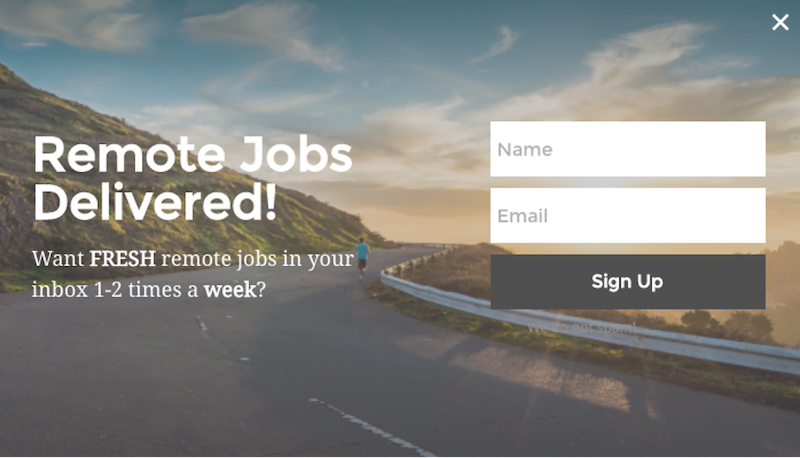 Remote Jobs
Delivered!
Want FRESH remote jobs in your
inbox 1-2 times a week?
Name
Email
Sign Up
We do not spam!